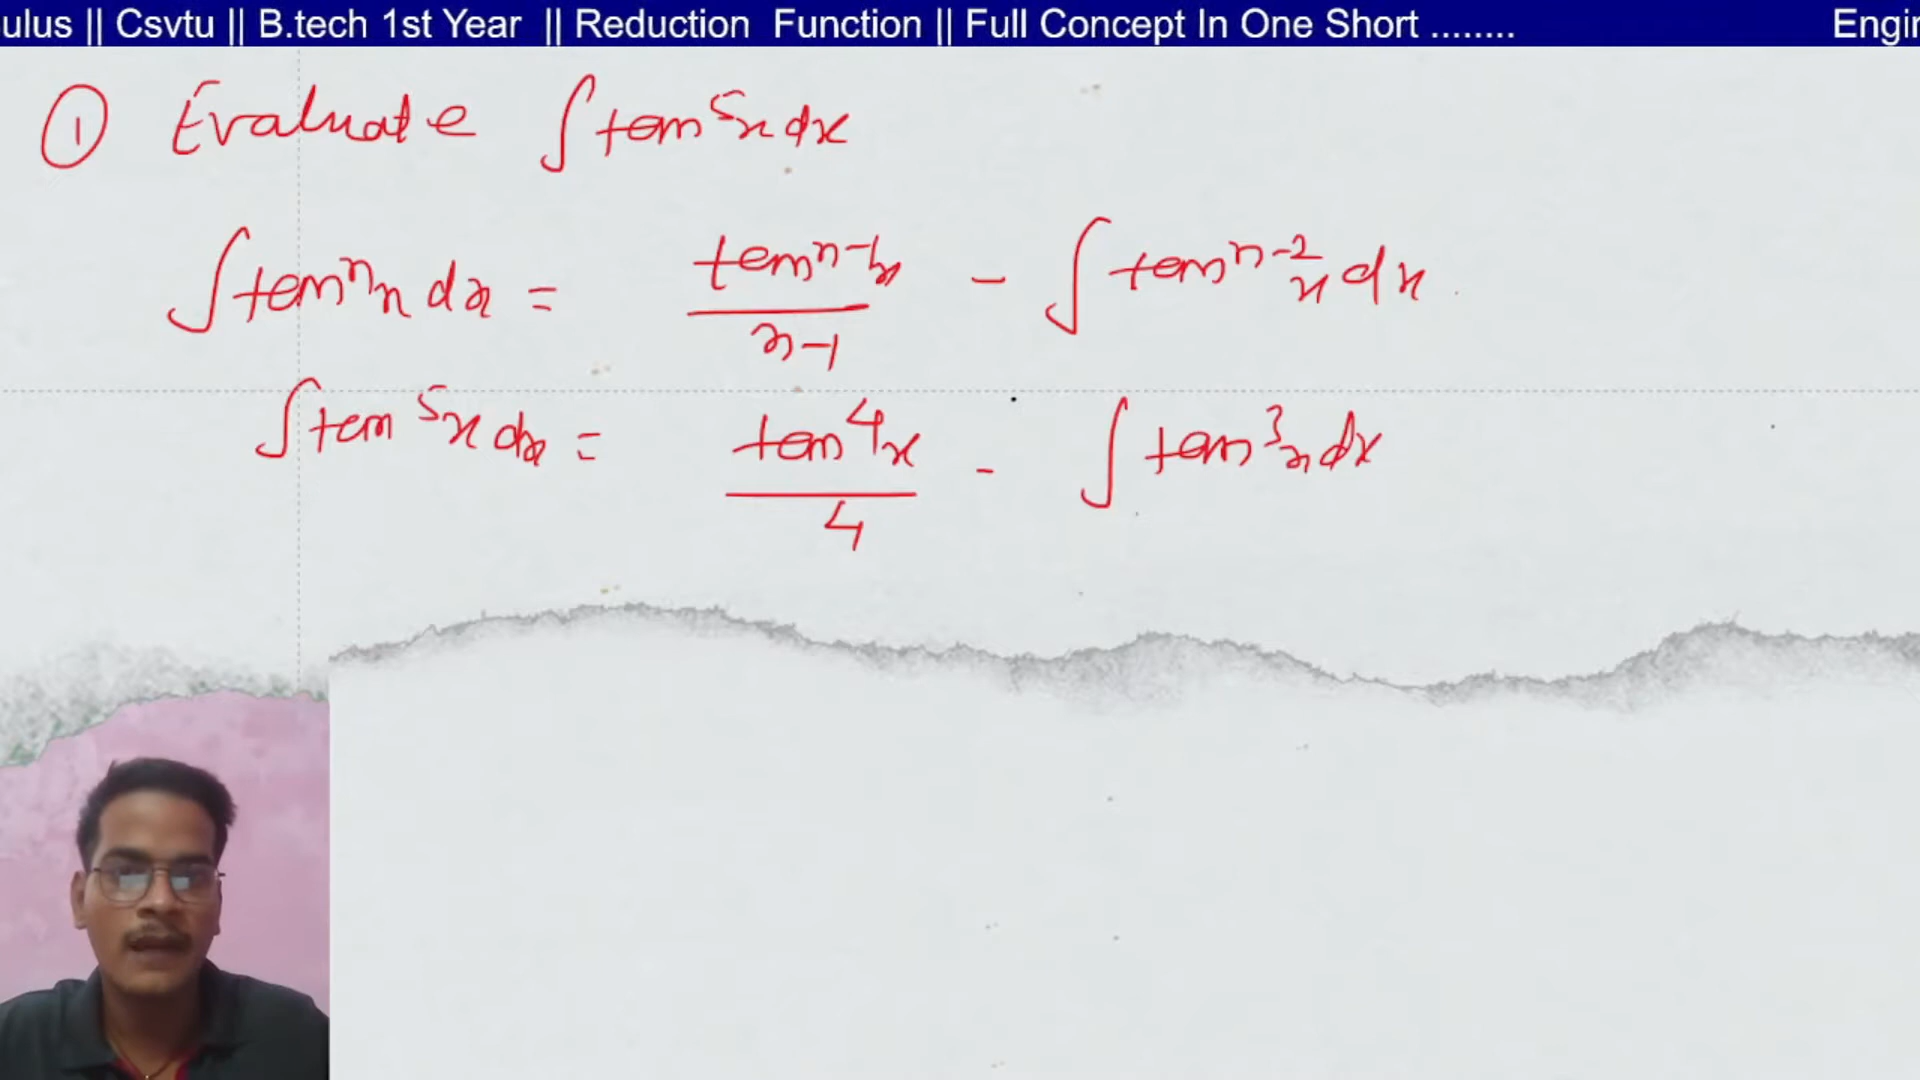 ulus || Csvtu || B.tech 1st Year || Reduction Function || Full Concept In One Short ........ Engin
① Evaluate ∫tan⁵x dx
∫tanⁿx dx = tanⁿ⁻¹x / n-1 - ∫tanⁿ⁻²x dx
∫tan⁵x dx = tan⁴x / 4 - ∫tan³x dx